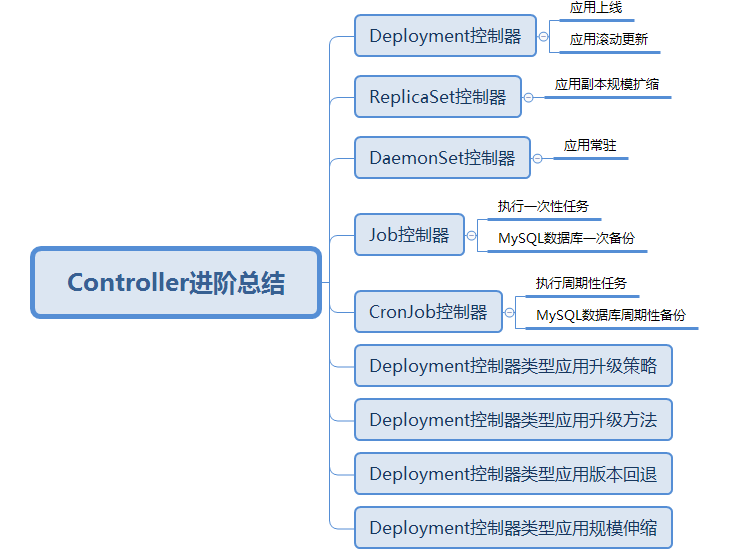 Controller进阶总结
Deployment控制器
应用上线
应用滚动更新
ReplicaSet控制器
应用副本规模扩缩
DaemonSet控制器
应用常驻
Job控制器
执行一次性任务
MySQL数据库一次备份
CronJob控制器
执行周期性任务
MySQL数据库周期性备份
Deployment控制器类型应用升级策略
Deployment控制器类型应用升级方法
Deployment控制器类型应用版本回退
Deployment控制器类型应用规模伸缩